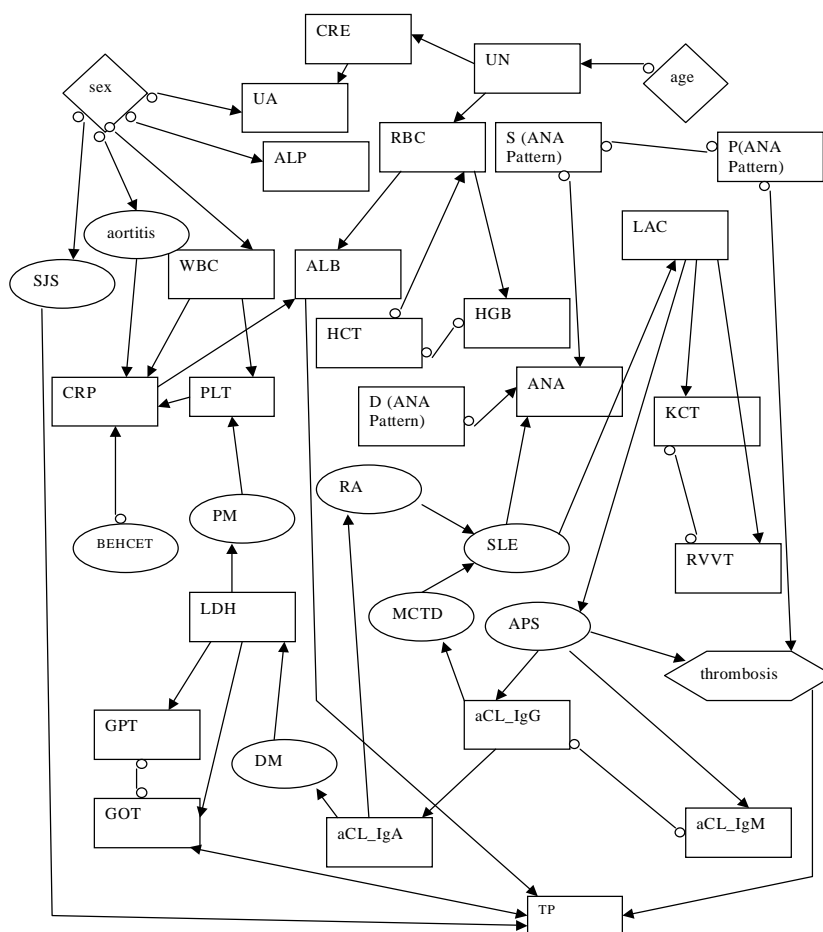 CRE
UN
sex
age
UA
RBC
S (ANA
Pattern)
P(ANA
Pattern)
ALP
aortitis
LAC
WBC
ALB
SJS
HGB
HCT
CRP
PLT
ANA
D (ANA
Pattern)
KCT
RA
PM
BEHCET
SLE
RVVT
LDH
MCTD
APS
thrombosis
GPT
aCL_IgG
DM
GOT
aCL_IgA
aCL_IgM
TP